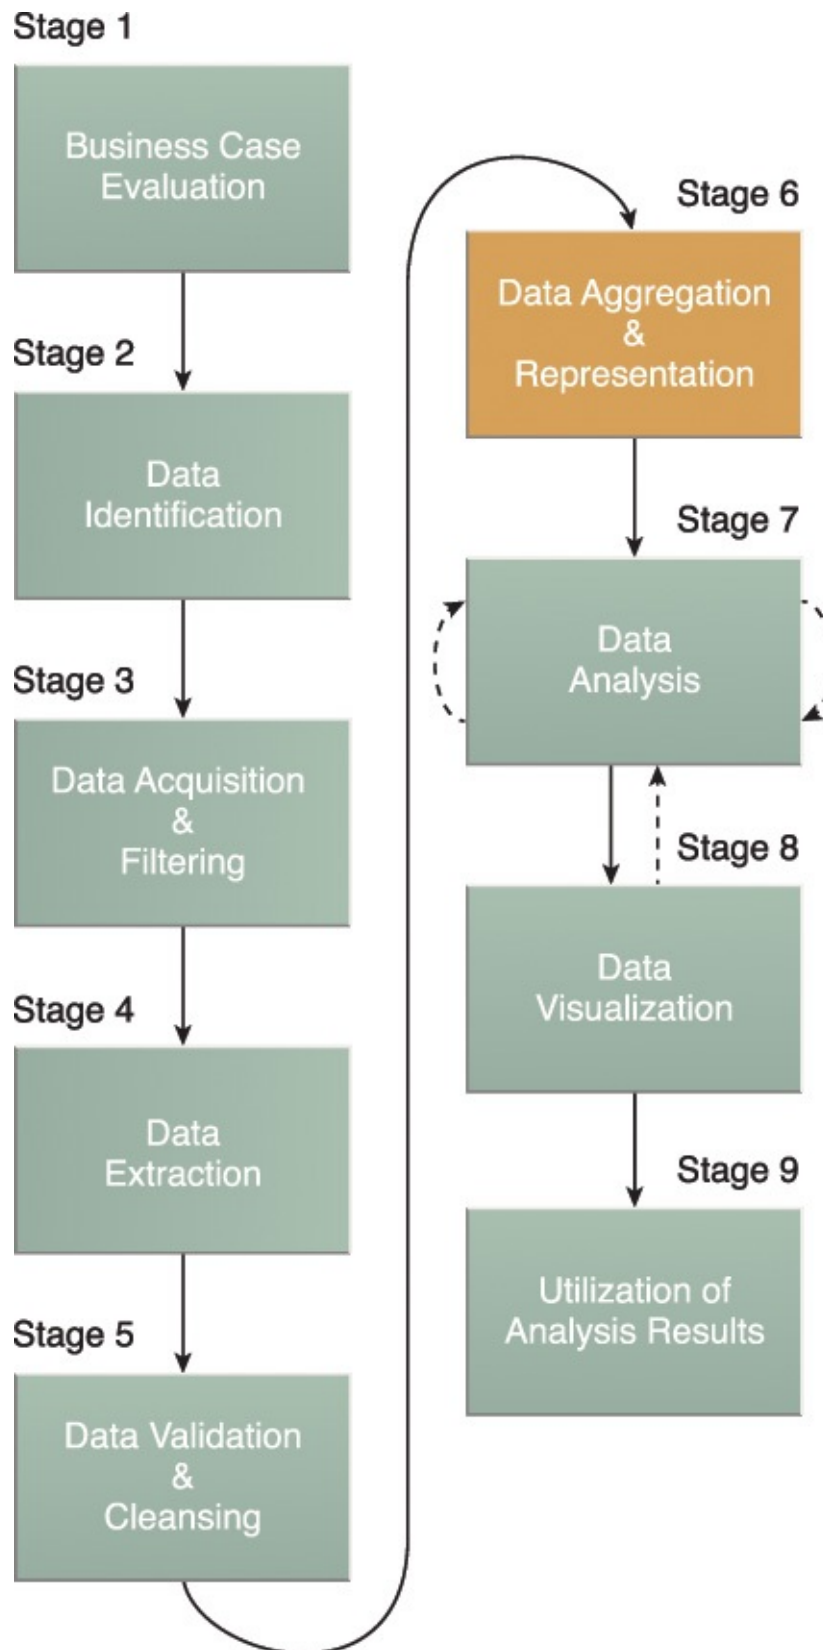 Stage 1
Business Case
Evaluation
Stage 2
Data
Identification
Stage 3
Data Acquisition
&
Filtering
Stage 4
Data
Extraction
Stage 5
Data Validation
&
Cleansing
Stage 6
Data Aggregation
&
Representation
Stage 7
Data
Analysis
Stage 8
Data
Visualization
Stage 9
Utilization of
Analysis Results